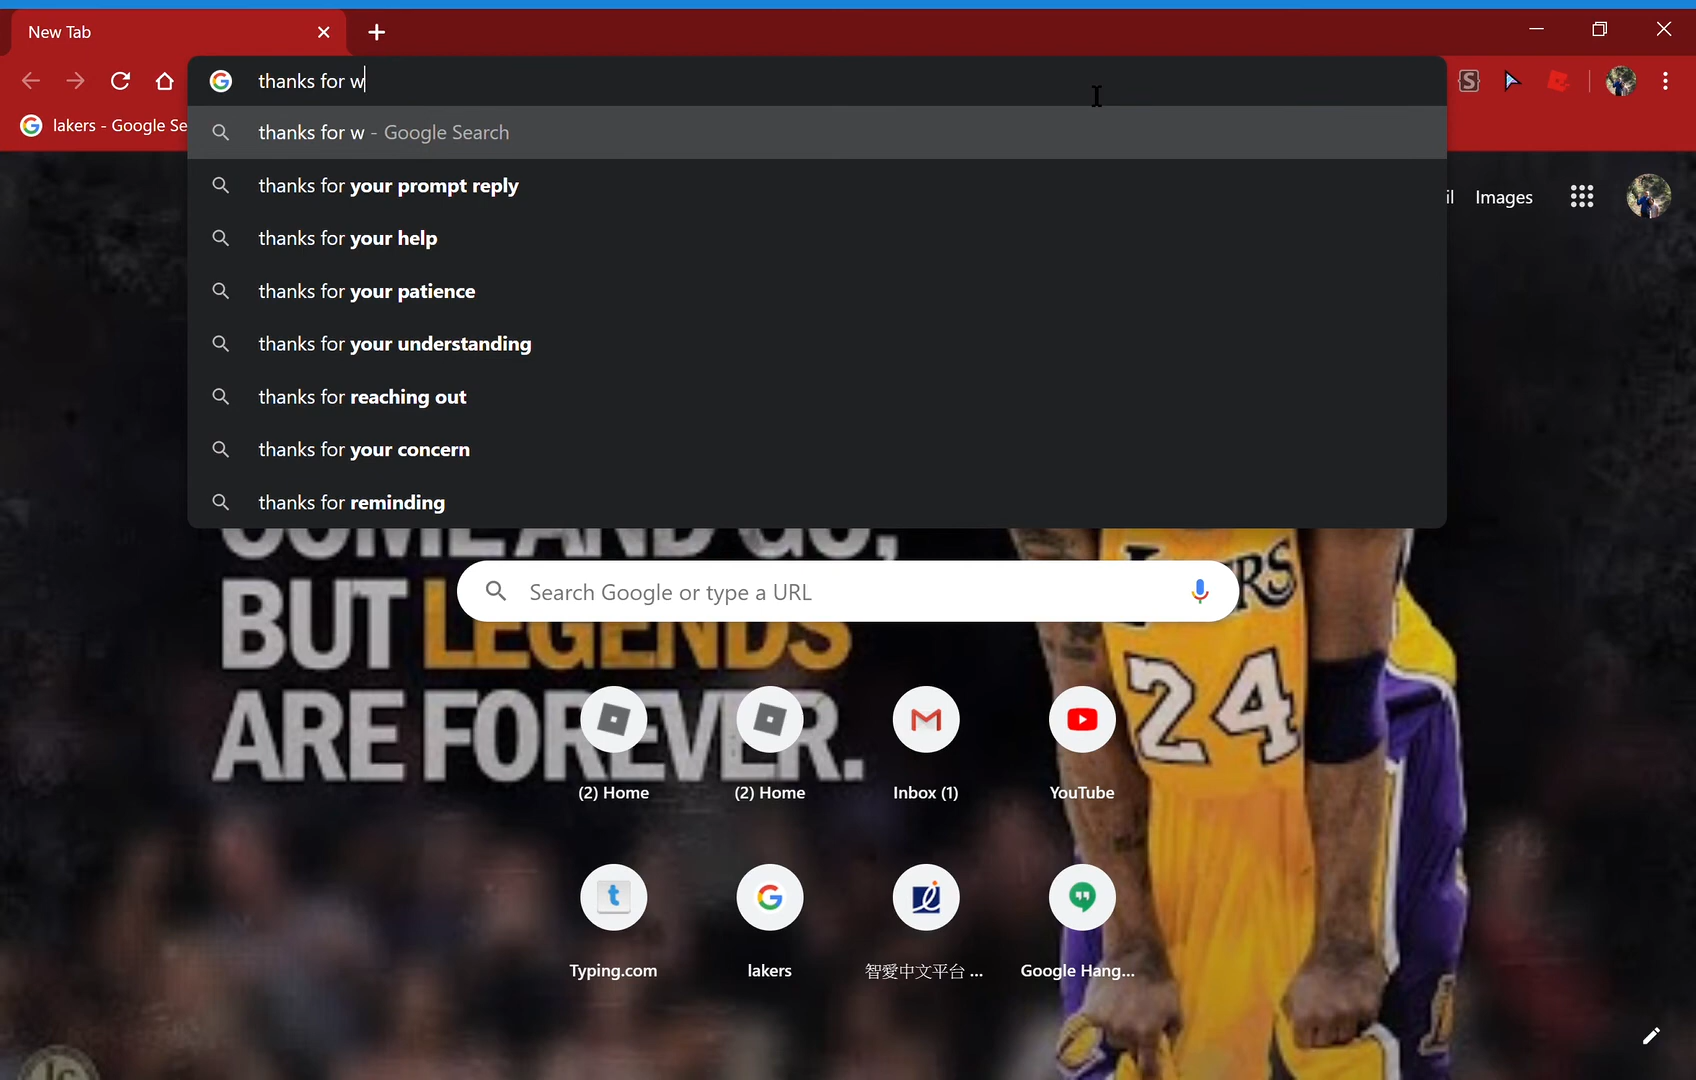 New Tab
thanks for w
lakers - Google Se
thanks for w - Google Search
thanks for your prompt reply
thanks for your help
thanks for your patience
thanks for your understanding
thanks for reaching out
thanks for your concern
thanks for reminding
il Images
COME AND GO,
BUT LEGENDS
ARE FOREVER.
Search Google or type a URL
24
(2) Home
(2) Home
Inbox (1)
YouTube
Typing.com
lakers
智愛中文平台 ...
Google Hang...